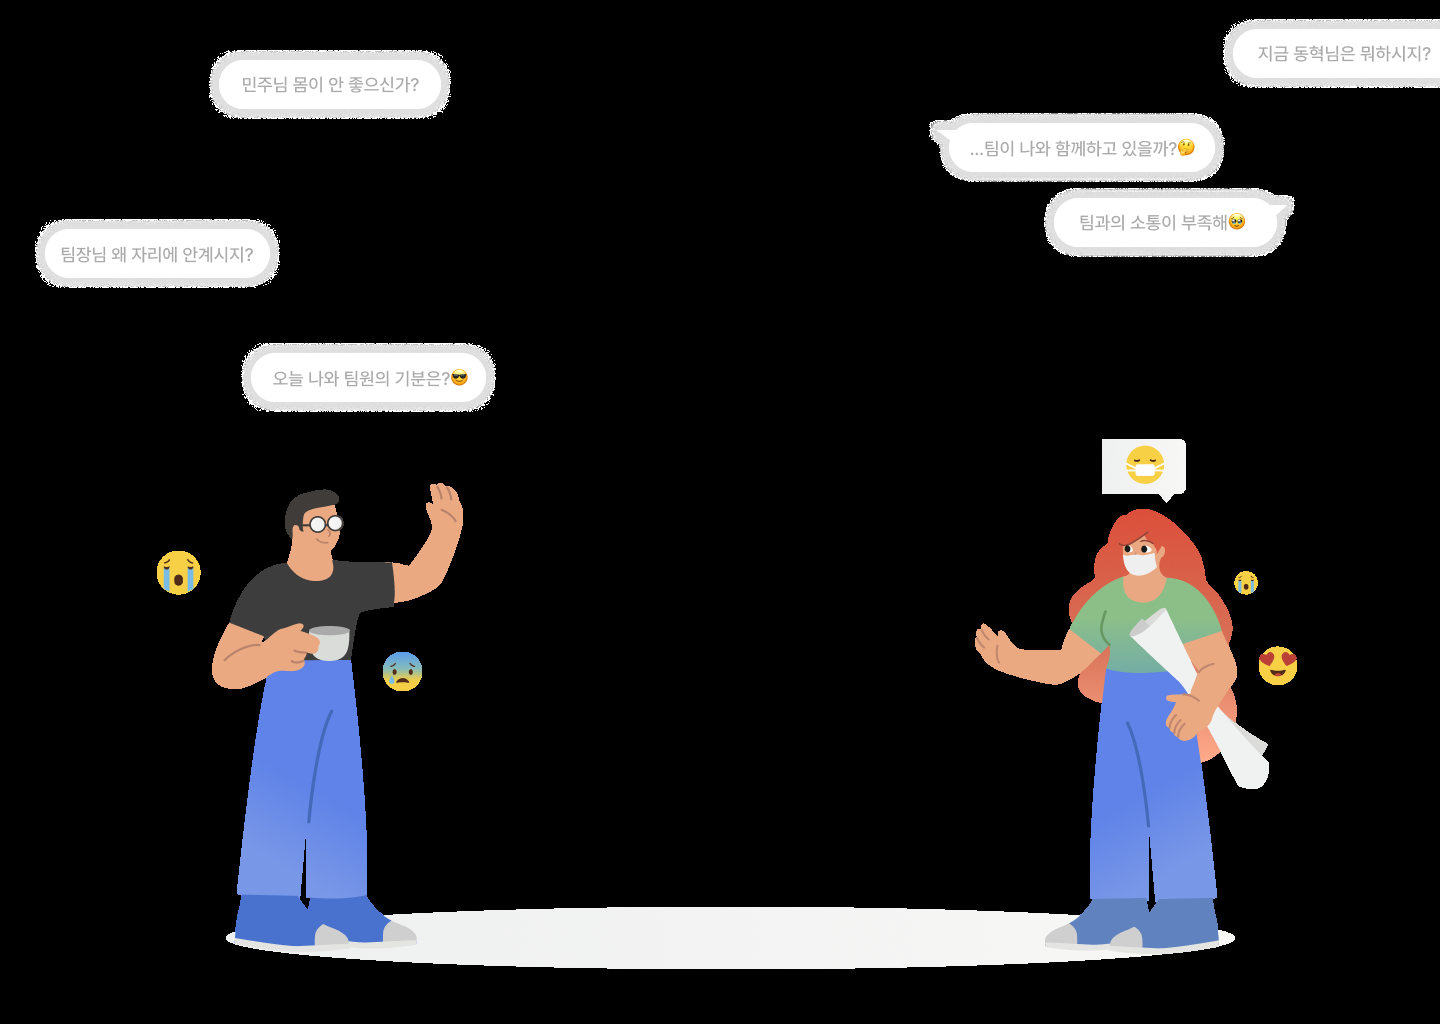 민주님 몸이 안 좋으신가?
지금 동혁님은 뭐하시지?
...팀이 나와 함께하고 있을까?🤔
팀과의 소통이 부족해🥹
팀장님 왜 자리에 안계시지?
오늘 나와 팀원의 기분은?😎